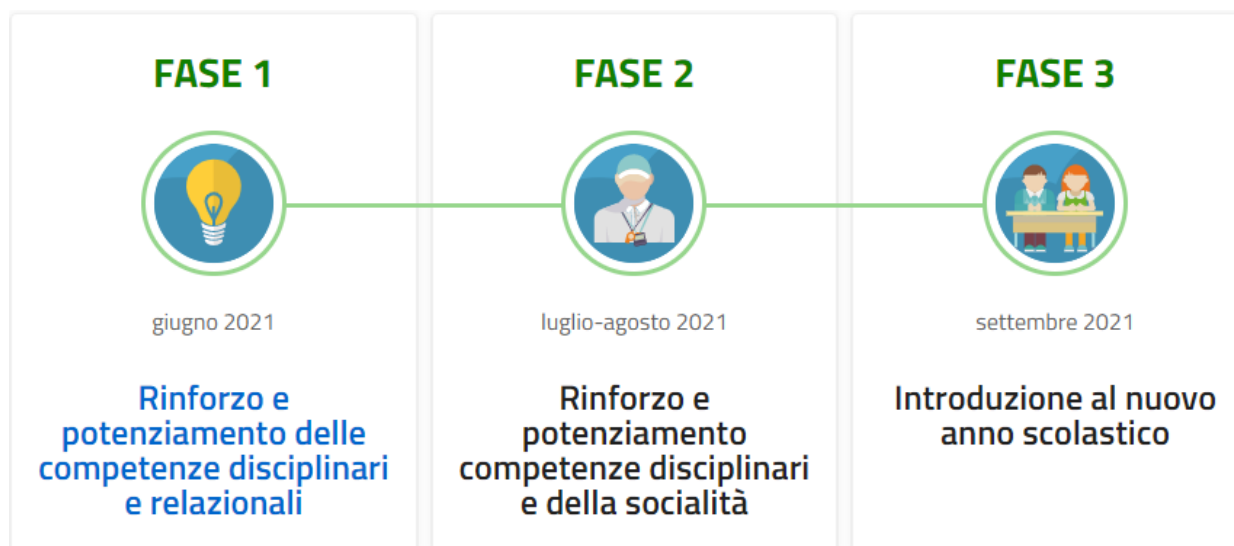 FASE 1
giugno 2021
Rinforzo e
potenziamento delle
competenze disciplinari
e relazionali
FASE 2
luglio-agosto 2021
Rinforzo e
potenziamento
competenze disciplinari
e della socialità
FASE 3
settembre 2021
Introduzione al nuovo
anno scolastico